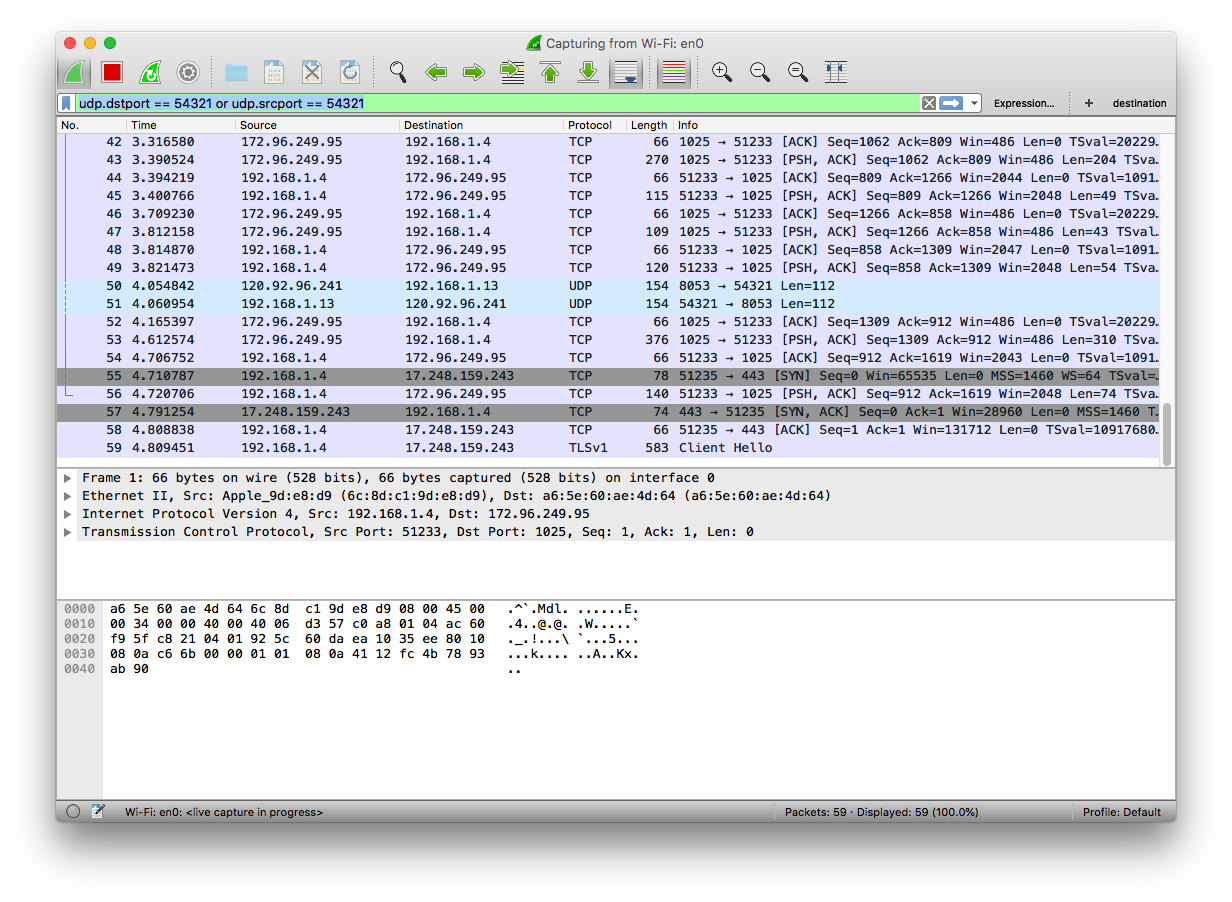 Capturing from Wi-Fi: en0
udp.dstport == 54321 or udp.srcport == 54321 Expression... + destination
No. Time Source Destination Protocol Length Info
42 3.316580 172.96.249.95 192.168.1.4 TCP 66 1025 → 51233 [ACK] Seq=1062 Ack=809 Win=486 Len=0 TSval=20229…
43 3.390524 172.96.249.95 192.168.1.4 TCP 270 1025 → 51233 [PSH, ACK] Seq=1062 Ack=809 Win=486 Len=204 TSva…
44 3.394219 192.168.1.4 172.96.249.95 TCP 66 51233 → 1025 [ACK] Seq=809 Ack=1266 Win=2044 Len=0 TSval=1091…
45 3.400766 192.168.1.4 172.96.249.95 TCP 115 51233 → 1025 [PSH, ACK] Seq=809 Ack=1266 Win=2048 Len=49 TSva…
46 3.709230 172.96.249.95 192.168.1.4 TCP 66 1025 → 51233 [ACK] Seq=1266 Ack=858 Win=486 Len=0 TSval=20229…
47 3.812158 172.96.249.95 192.168.1.4 TCP 109 1025 → 51233 [PSH, ACK] Seq=1266 Ack=858 Win=486 Len=43 TSval…
48 3.814870 192.168.1.4 172.96.249.95 TCP 66 51233 → 1025 [ACK] Seq=858 Ack=1309 Win=2047 Len=0 TSval=1091…
49 3.821473 192.168.1.4 172.96.249.95 TCP 120 51233 → 1025 [PSH, ACK] Seq=858 Ack=1309 Win=2048 Len=54 TSva…
50 4.054842 120.92.96.241 192.168.1.13 UDP 154 8053 → 54321 Len=112
51 4.060954 192.168.1.13 120.92.96.241 UDP 154 54321 → 8053 Len=112
52 4.165397 172.96.249.95 192.168.1.4 TCP 66 1025 → 51233 [ACK] Seq=1309 Ack=912 Win=486 Len=0 TSval=20229…
53 4.612574 172.96.249.95 192.168.1.4 TCP 376 1025 → 51233 [PSH, ACK] Seq=1309 Ack=912 Win=486 Len=310 TSva…
54 4.706752 192.168.1.4 172.96.249.95 TCP 66 51233 → 1025 [ACK] Seq=912 Ack=1619 Win=2043 Len=0 TSval=1091…
55 4.710787 192.168.1.4 17.248.159.243 TCP 78 51235 → 443 [SYN] Seq=0 Win=65535 Len=0 MSS=1460 WS=64 TSval=…
56 4.720706 192.168.1.4 172.96.249.95 TCP 140 51233 → 1025 [PSH, ACK] Seq=912 Ack=1619 Win=2048 Len=74 TSva…
57 4.791254 17.248.159.243 192.168.1.4 TCP 74 443 → 51235 [SYN, ACK] Seq=0 Ack=1 Win=28960 Len=0 MSS=1460 T…
58 4.808838 192.168.1.4 17.248.159.243 TCP 66 51235 → 443 [ACK] Seq=1 Ack=1 Win=131712 Len=0 TSval=10917680…
59 4.809451 192.168.1.4 17.248.159.243 TLSv1 583 Client Hello
Frame 1: 66 bytes on wire (528 bits), 66 bytes captured (528 bits) on interface 0
Ethernet II, Src: Apple_9d:e8:d9 (6c:8d:c1:9d:e8:d9), Dst: a6:5e:60:ae:4d:64 (a6:5e:60:ae:4d:64)
Internet Protocol Version 4, Src: 192.168.1.4, Dst: 172.96.249.95
Transmission Control Protocol, Src Port: 51233, Dst Port: 1025, Seq: 1, Ack: 1, Len: 0
0000 a6 5e 60 ae 4d 64 6c 8d c1 9d e8 d9 08 00 45 00 .^`.Mdl. ......E.
0010 00 34 00 00 40 00 40 06 d3 57 c0 a8 01 04 ac 60 .4..@.@. .W.....`
0020 f9 5f c8 21 04 01 92 5c 60 da ea 10 35 ee 80 10 ._.!...\ `...5...
0030 08 0a c6 6b 00 00 01 01 08 0a 41 12 fc 4b 78 93 ...k.... ..A..Kx.
0040 ab 90 ..
Wi-Fi: en0: <live capture in progress> Packets: 59 · Displayed: 59 (100.0%) Profile: Default